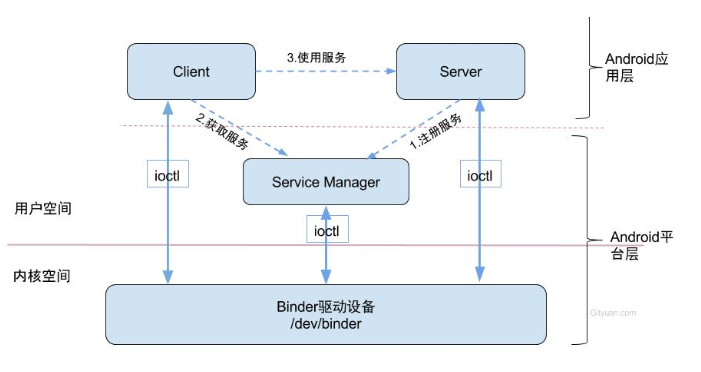 Client
3.使用服务
Server
Android应
用层
2.获取服务
1.注册服务
ioctl
Service Manager
ioctl
用户空间
ioctl
Android平
台层
内核空间
Binder驱动设备
/dev/binder
Gityuan.com